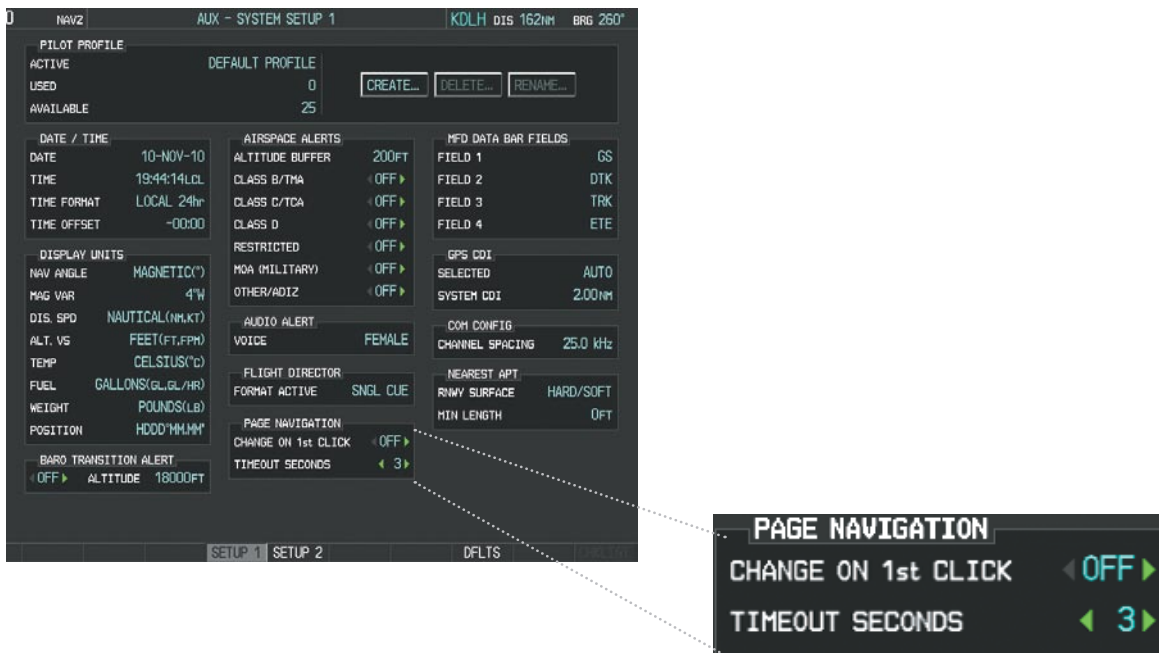 NAV2 AUX - SYSTEM SETUP 1 KDLH DIS 162NM BRG 260°
PILOT PROFILE
ACTIVE DEFAULT PROFILE
USED 0 CREATE... DELETE... RENAME...
AVAILABLE 25
DATE / TIME
DATE 10-NOV-10
TIME 19:44:14LCL
TIME FORMAT LOCAL 24hr
TIME OFFSET -00:00
DISPLAY UNITS
NAV ANGLE MAGNETIC(°)
MAG VAR 4°W
DIS. SPD NAUTICAL(NM,KT)
ALT. VS FEET(FT,FPM)
TEMP CELSIUS(°C)
FUEL GALLONS(GL,GL/HR)
WEIGHT POUNDS(LB)
POSITION HDDD°MM.MM'
BARO TRANSITION ALERT
OFF ALTITUDE 18000FT
AIRSPACE ALERTS
ALTITUDE BUFFER 200FT
CLASS B/TMA OFF
CLASS C/TCA OFF
CLASS D OFF
RESTRICTED OFF
MOA (MILITARY) OFF
OTHER/ADIZ OFF
AUDIO ALERT
VOICE FEMALE
FLIGHT DIRECTOR
FORMAT ACTIVE SNGL CUE
PAGE NAVIGATION
CHANGE ON 1st CLICK OFF
TIMEOUT SECONDS 3
MFD DATA BAR FIELDS
FIELD 1 GS
FIELD 2 DTK
FIELD 3 TRK
FIELD 4 ETE
GPS CDI
SELECTED AUTO
SYSTEM CDI 2.00NM
COM CONFIG
CHANNEL SPACING 25.0 kHz
NEAREST APT
RNWY SURFACE HARD/SOFT
MIN LENGTH 0FT
SETUP 1 SETUP 2 DFLTS
PAGE NAVIGATION
CHANGE ON 1st CLICK OFF
TIMEOUT SECONDS 3